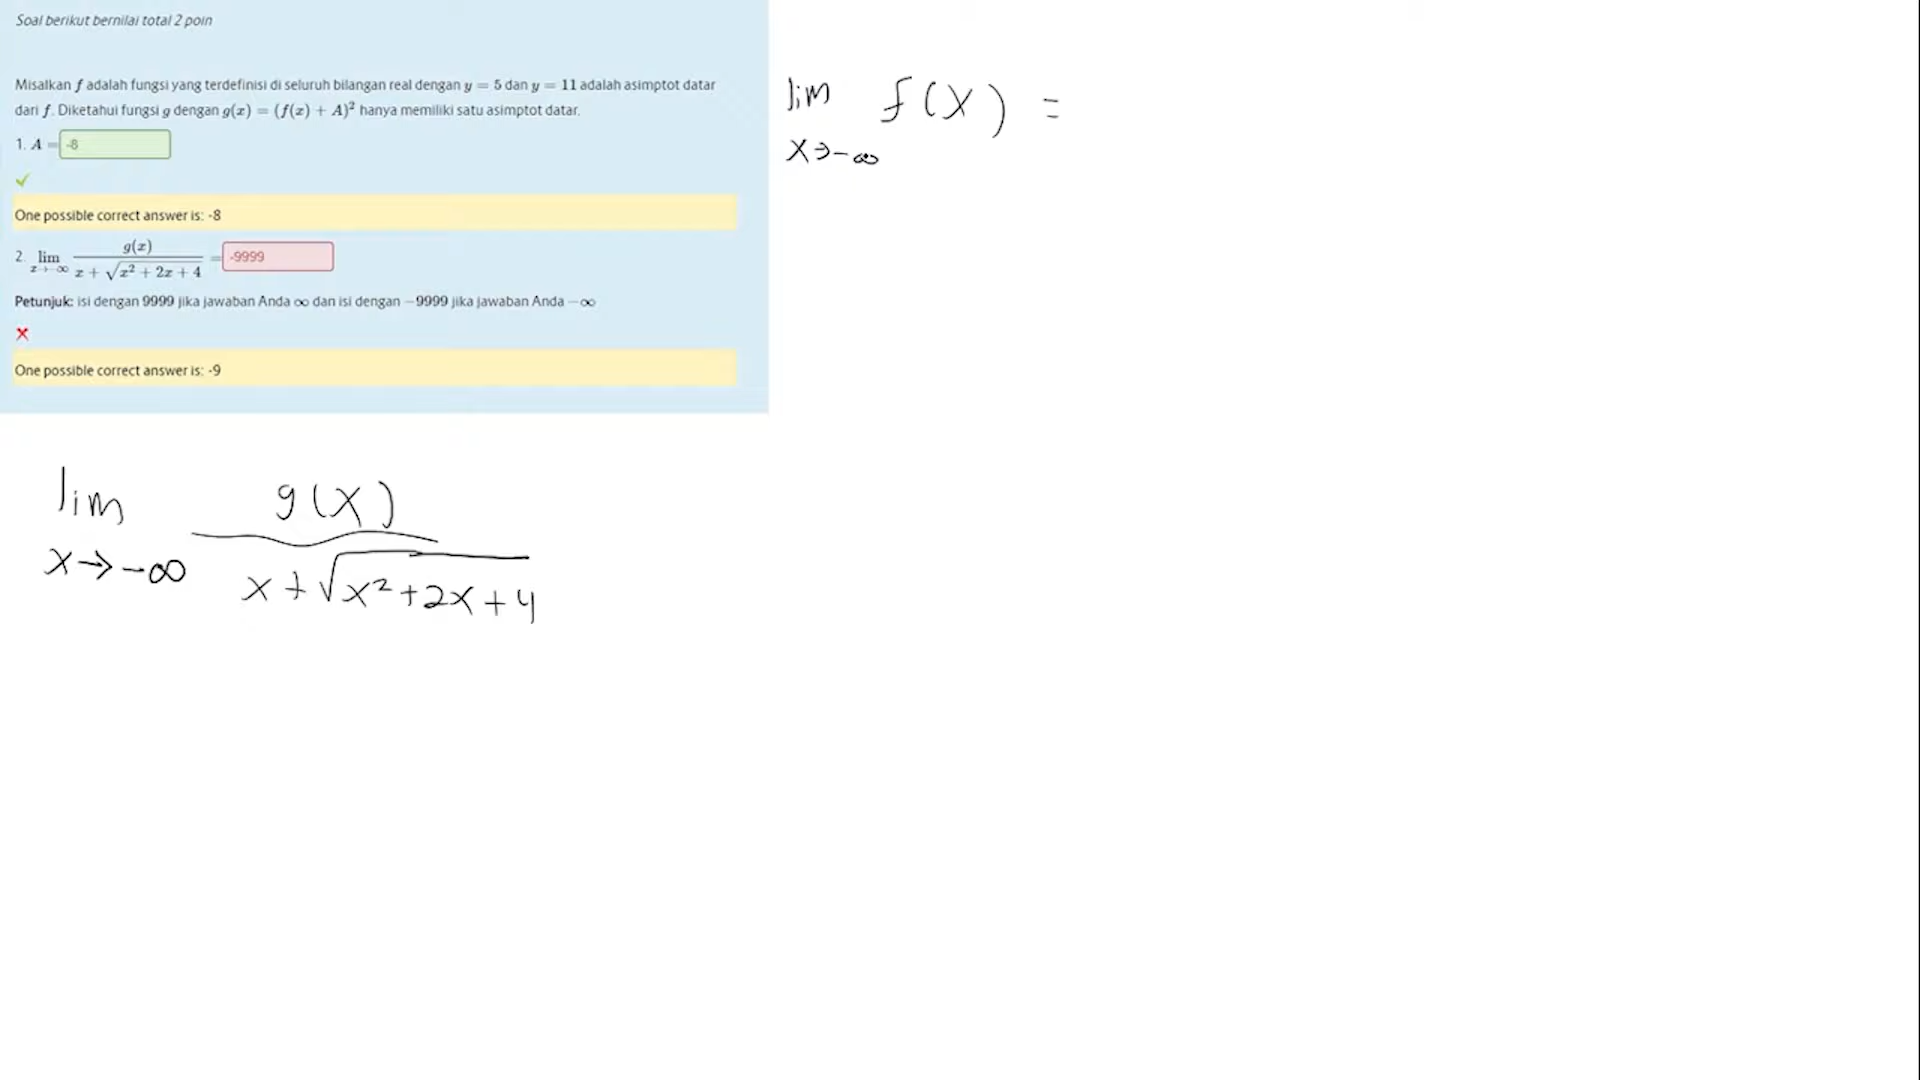 Soal berikut bernilai total 2 poin
Misalkan f adalah fungsi yang terdefinisi di seluruh bilangan real dengan y = 5 dan y = 11 adalah asimptot datar
dari f. Diketahui fungsi g dengan g(x) = (f(x) + A)² hanya memiliki satu asimptot datar.
1. A = -8
One possible correct answer is: -8
2. lim x→-∞ g(x) / x + √x² + 2x + 4 = -9999
Petunjuk: isi dengan 9999 jika jawaban Anda ∞ dan isi dengan −9999 jika jawaban Anda −∞
One possible correct answer is: -9
lim f(x) =
x→-∞
lim g(x)
x→-∞ x + √x²+2x+4